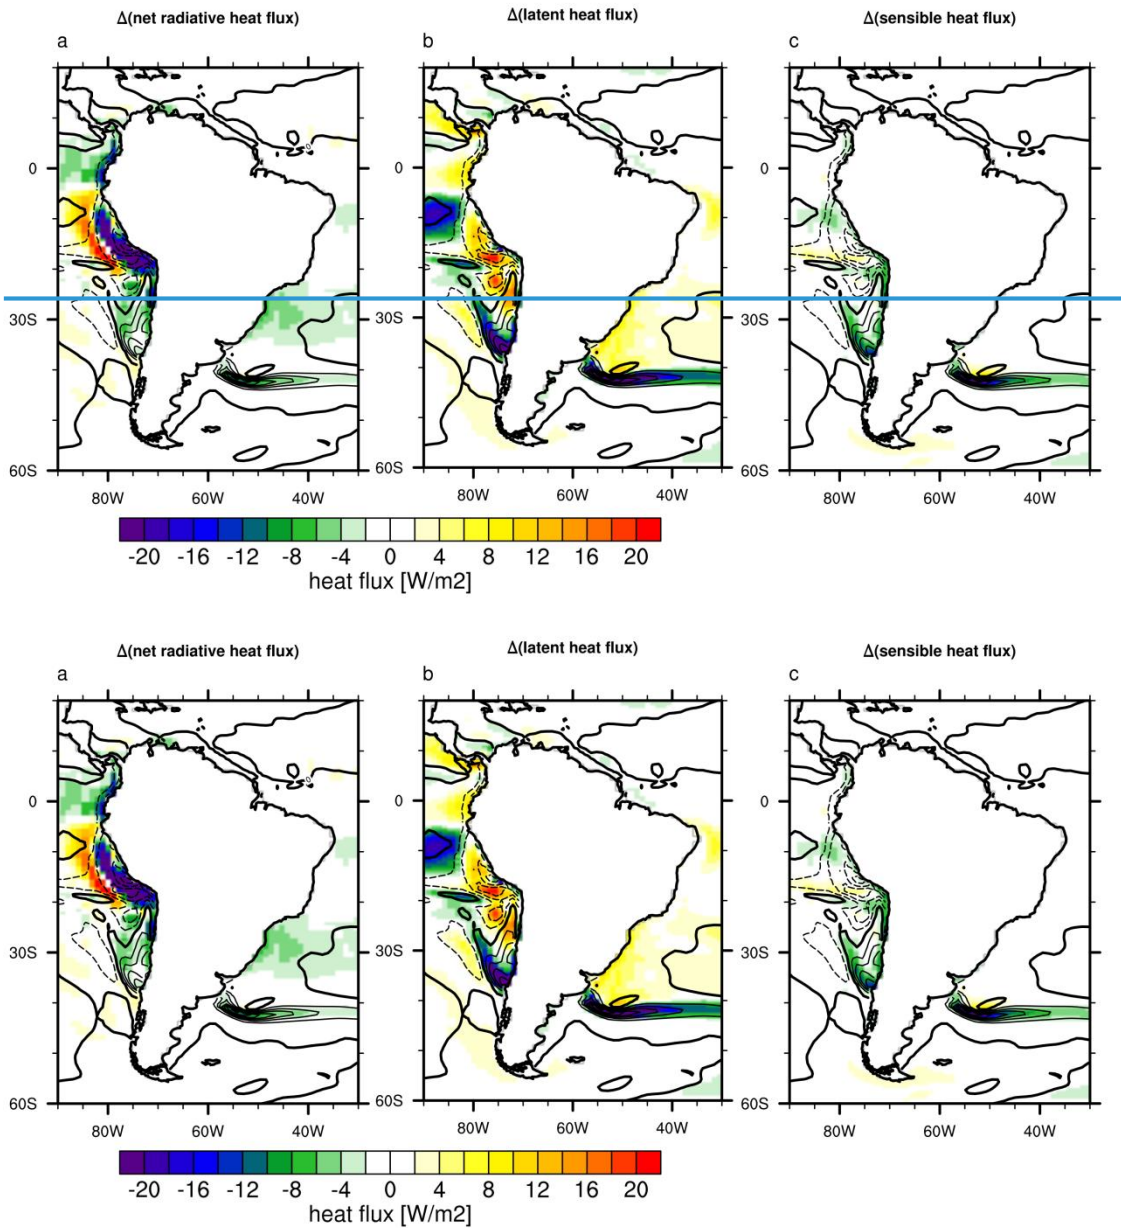 Δ(net radiative heat flux) Δ(latent heat flux) Δ(sensible heat flux)
a b c
0 0 0
30S 30S 30S
60S 60S 60S
80W 60W 40W 80W 60W 40W 80W 60W 40W
-20 -16 -12 -8 -4 0 4 8 12 16 20
heat flux [W/m2]
Δ(net radiative heat flux) Δ(latent heat flux) Δ(sensible heat flux)
a b c
0 0 0
30S 30S 30S
60S 60S 60S
80W 60W 40W 80W 60W 40W 80W 60W 40W
-20 -16 -12 -8 -4 0 4 8 12 16 20
heat flux [W/m2]